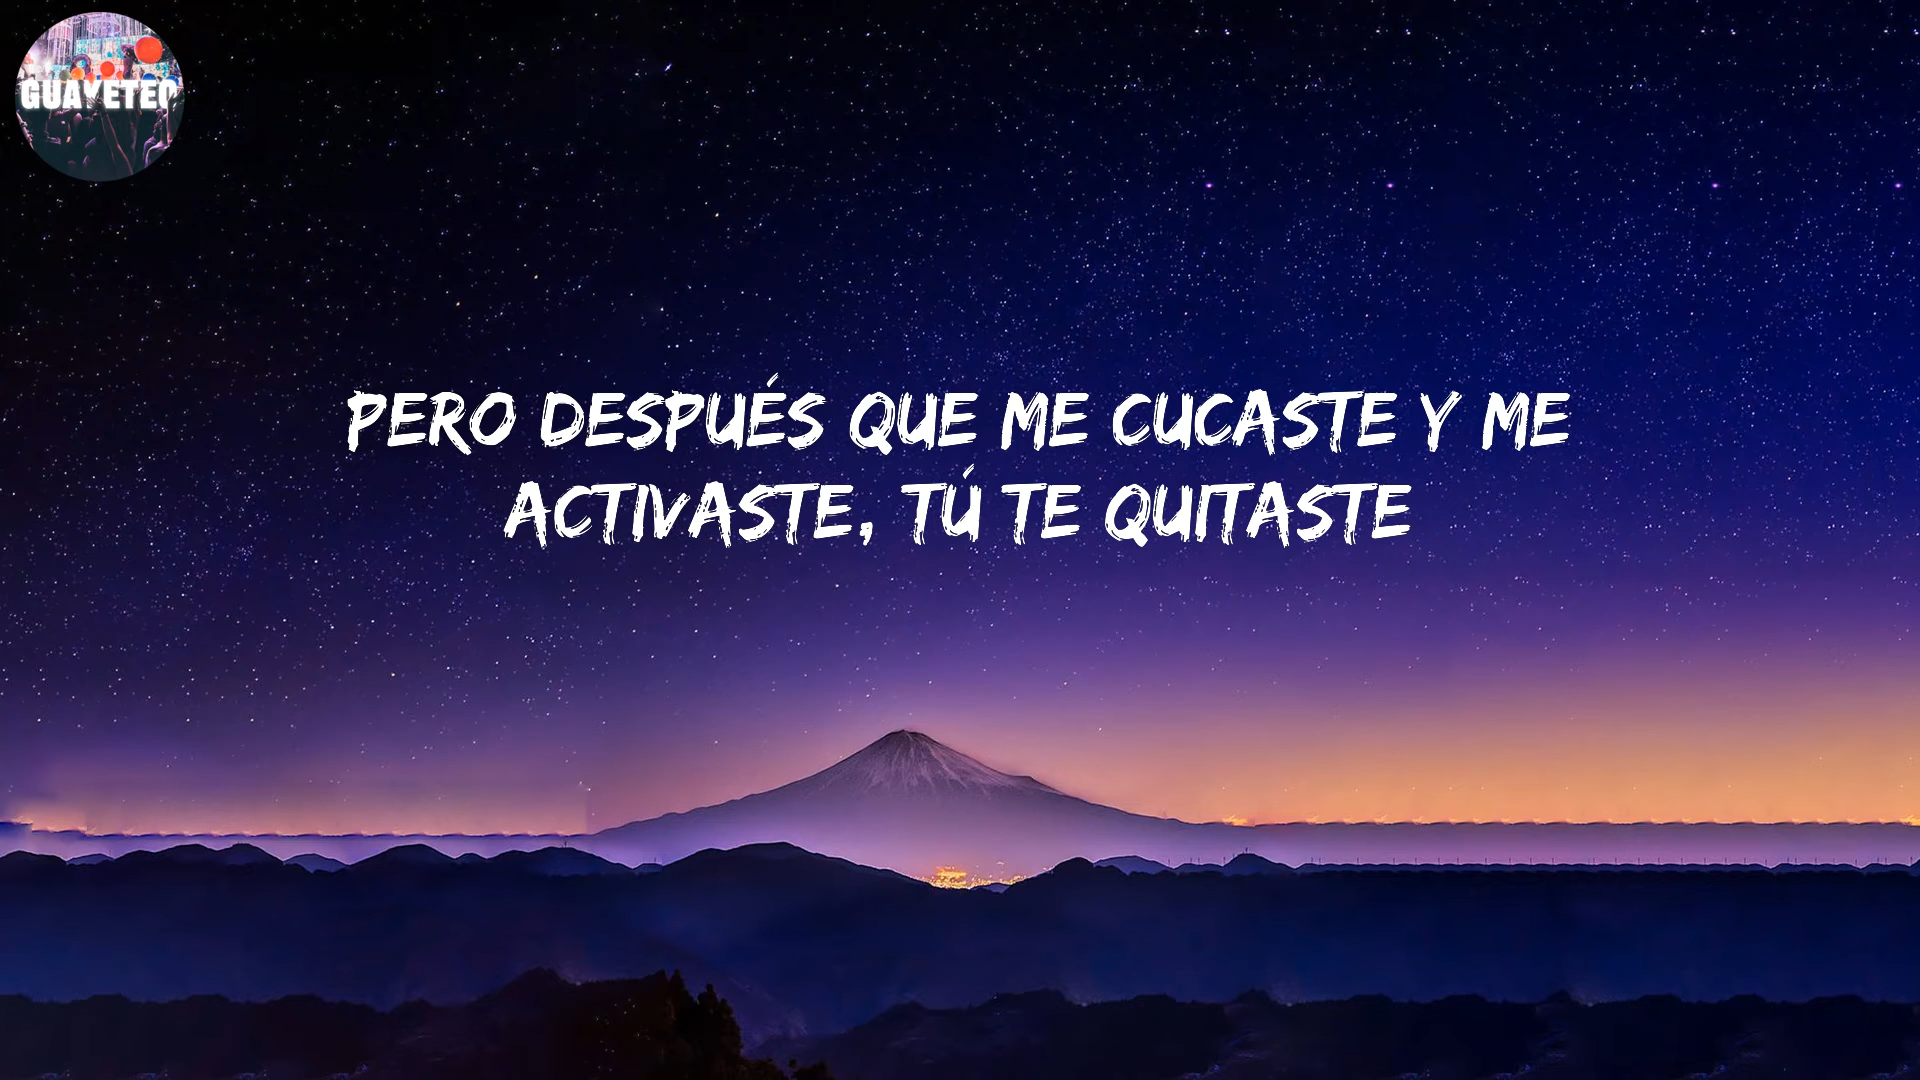 GUAYETEO
PERO DESPUÉS QUE ME CUCASTE Y ME
ACTIVASTE, TÚ TE QUITASTE